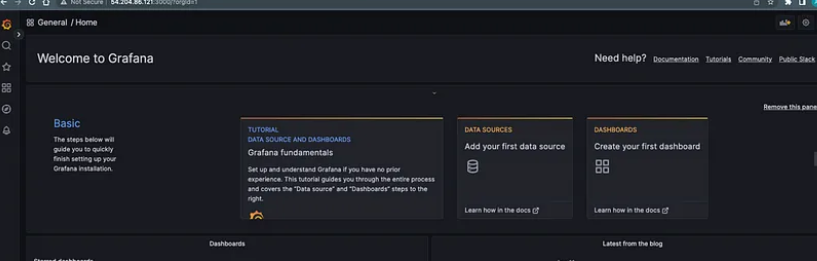 Not Secure | 54.204.86.121:3000/?orgId=1
General / Home
Welcome to Grafana
Need help? Documentation Tutorials Community Public Slack
Remove this pane
Basic
The steps below will
guide you to quickly
finish setting up your
Grafana installation.
TUTORIAL
DATA SOURCE AND DASHBOARDS
Grafana fundamentals
Set up and understand Grafana if you have no prior
experience. This tutorial guides you through the entire process
and covers the "Data source" and "Dashboards" steps to the
right.
DATA SOURCES
Add your first data source
Learn how in the docs
DASHBOARDS
Create your first dashboard
Learn how in the docs
Dashboards
Latest from the blog
Starred dashboards